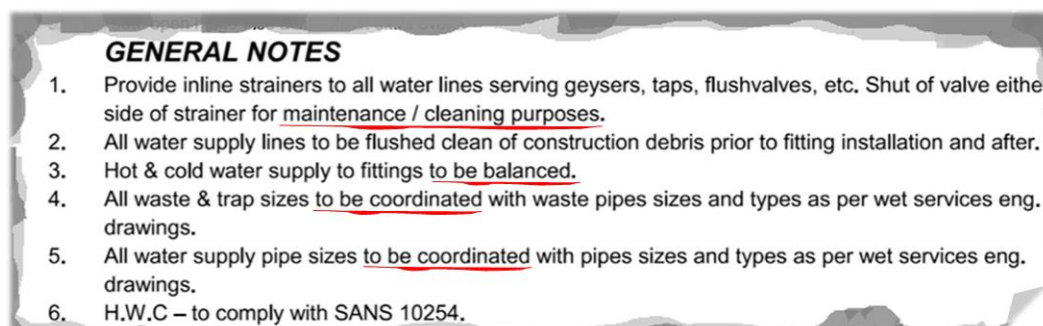 GENERAL NOTES
1. Provide inline strainers to all water lines serving geysers, taps, flushvalves, etc. Shut of valve eithe
side of strainer for maintenance / cleaning purposes.
2. All water supply lines to be flushed clean of construction debris prior to fitting installation and after.
3. Hot & cold water supply to fittings to be balanced.
4. All waste & trap sizes to be coordinated with waste pipes sizes and types as per wet services eng.
drawings.
5. All water supply pipe sizes to be coordinated with pipes sizes and types as per wet services eng.
drawings.
6. H.W.C – to comply with SANS 10254.